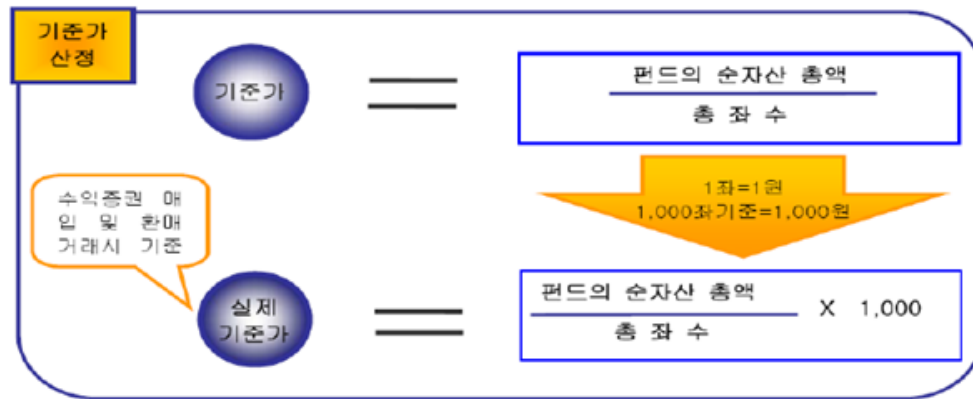 기준가
산정
기준가
펀드의 순자산 총액
총 좌 수
1좌=1원
1,000좌기준=1,000원
수익증권 매
입 및 환매
거래시 기준
실제
기준가
펀드의 순자산 총액
총 좌 수
X 1,000